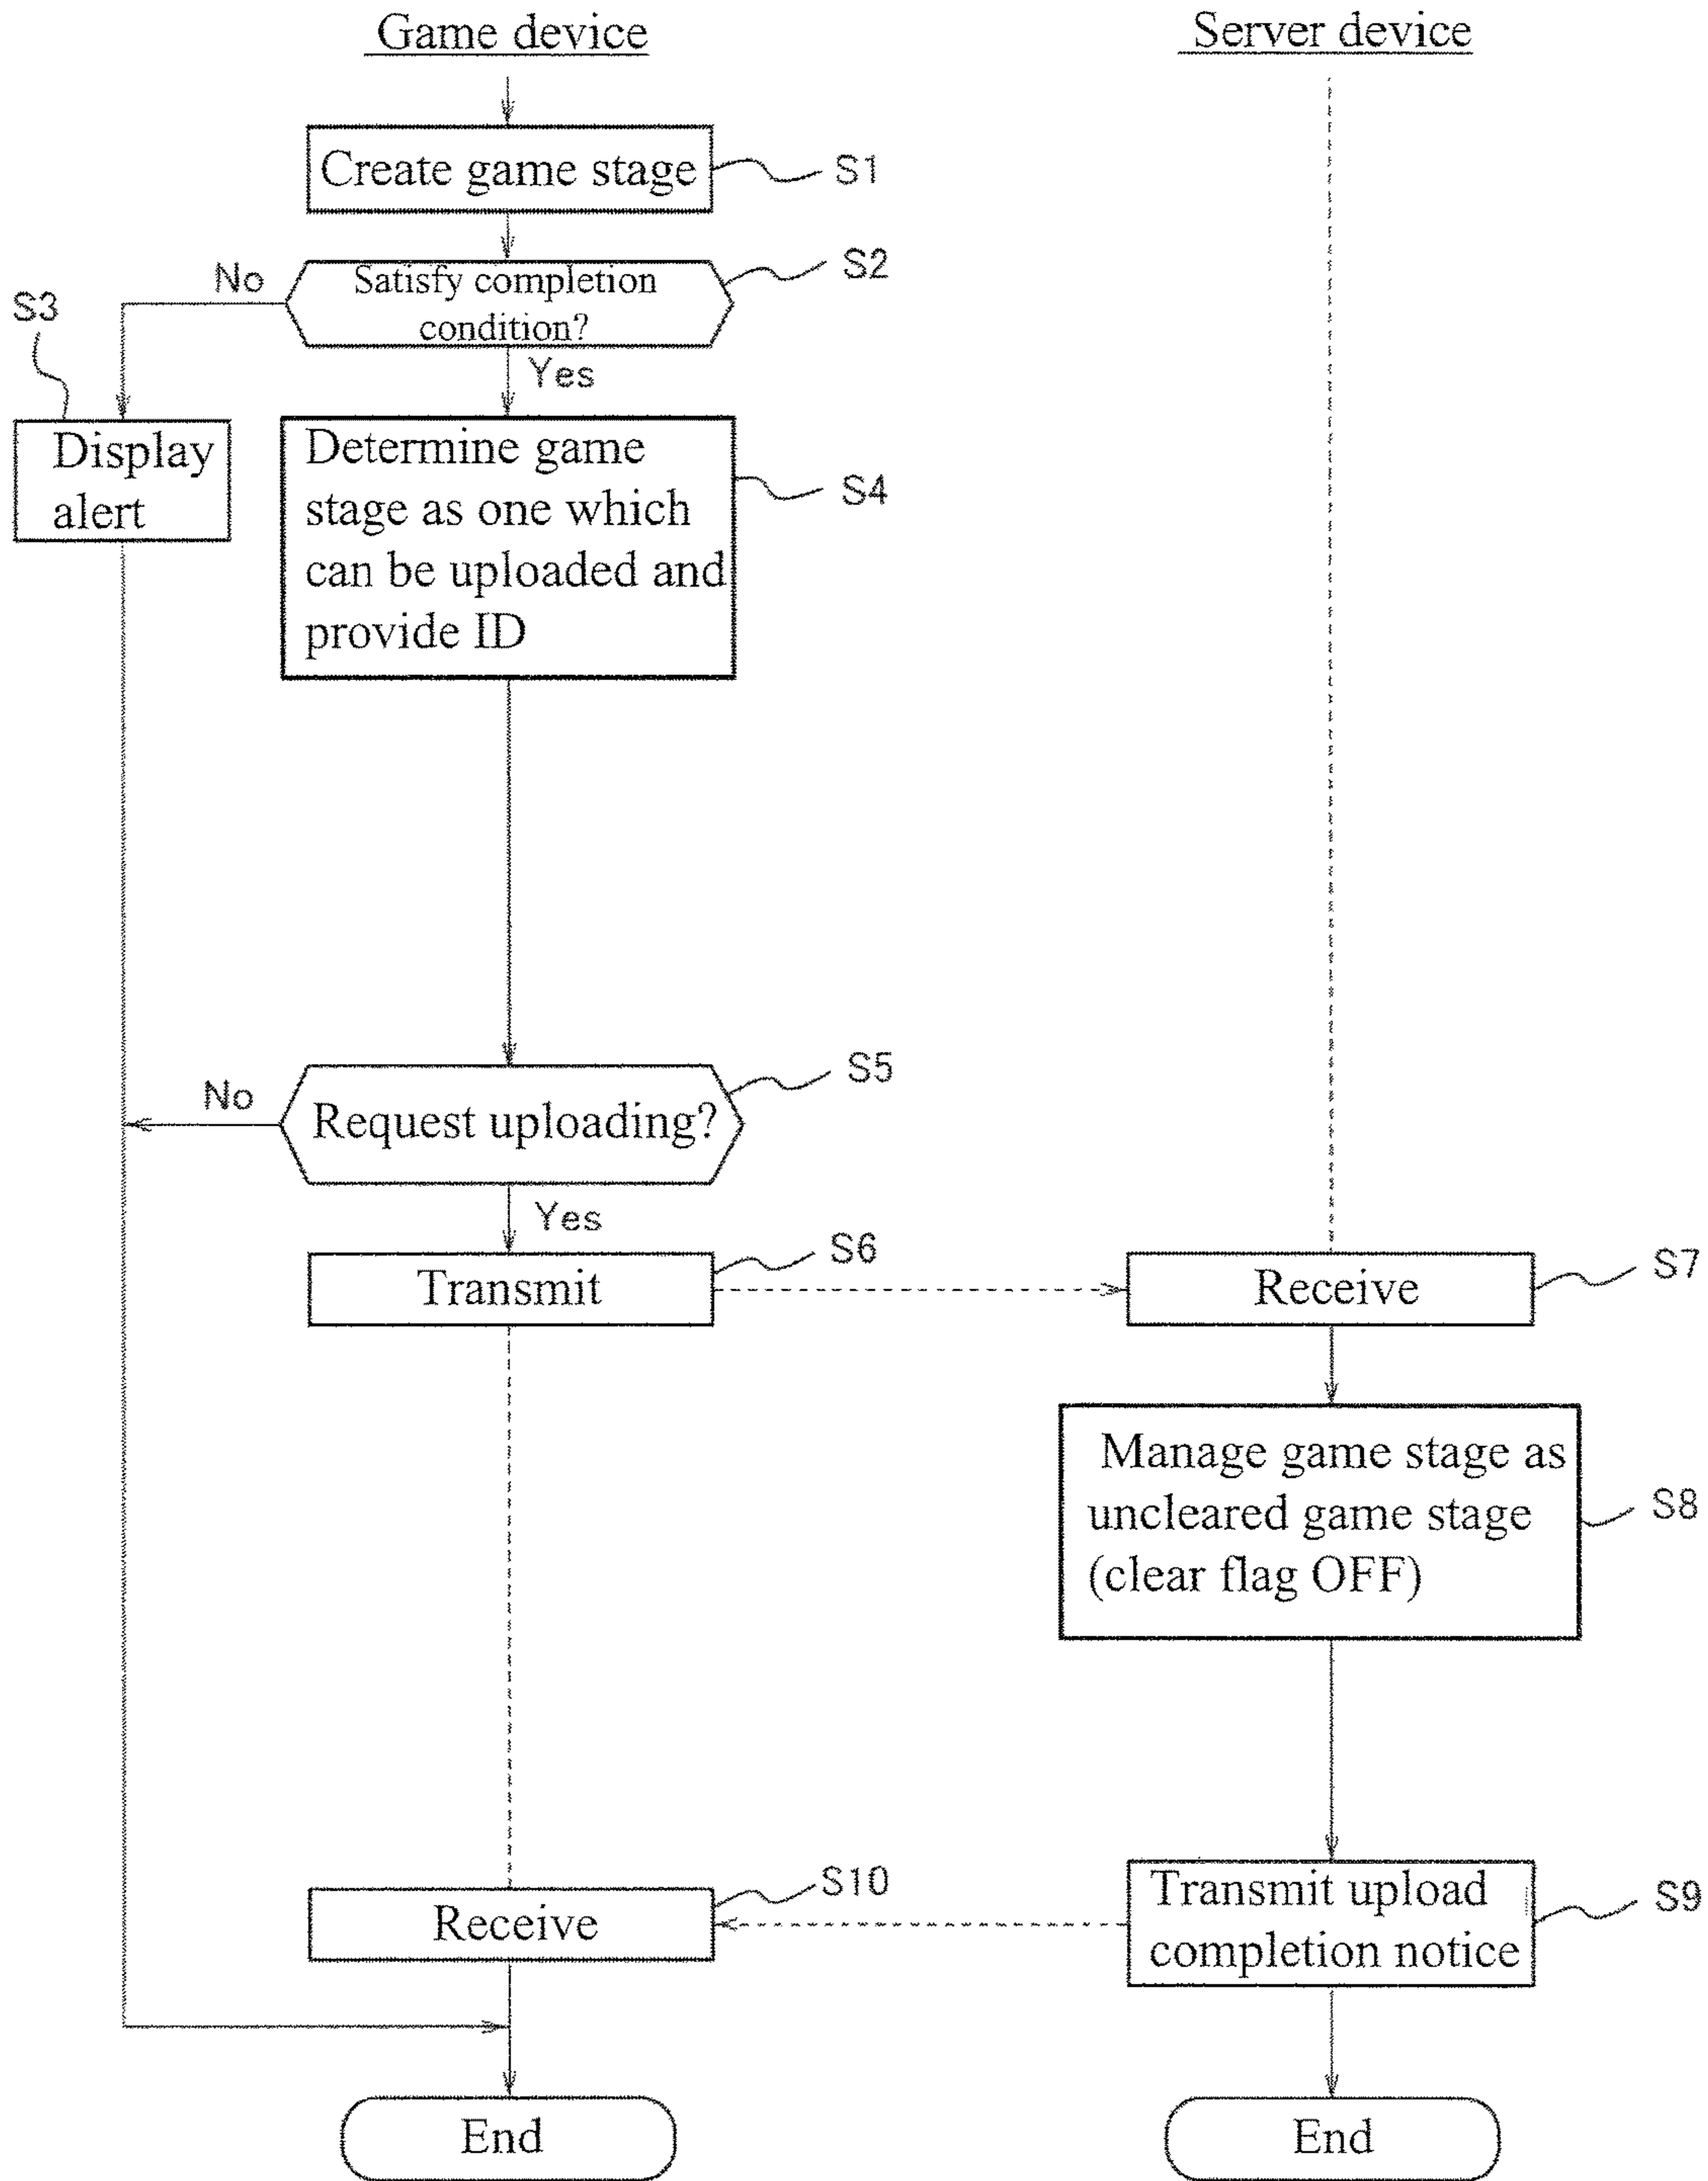 Game device
Server device
Create game stage
S1
Satisfy completion
condition?
S2
No
Yes
S3
Display
alert
Determine game
stage as one which
can be uploaded and
provide ID
S4
Request uploading?
S5
No
Yes
Transmit
S6
Receive
S7
Manage game stage as
uncleared game stage
(clear flag OFF)
S8
Transmit upload
completion notice
S9
Receive
S10
End
End